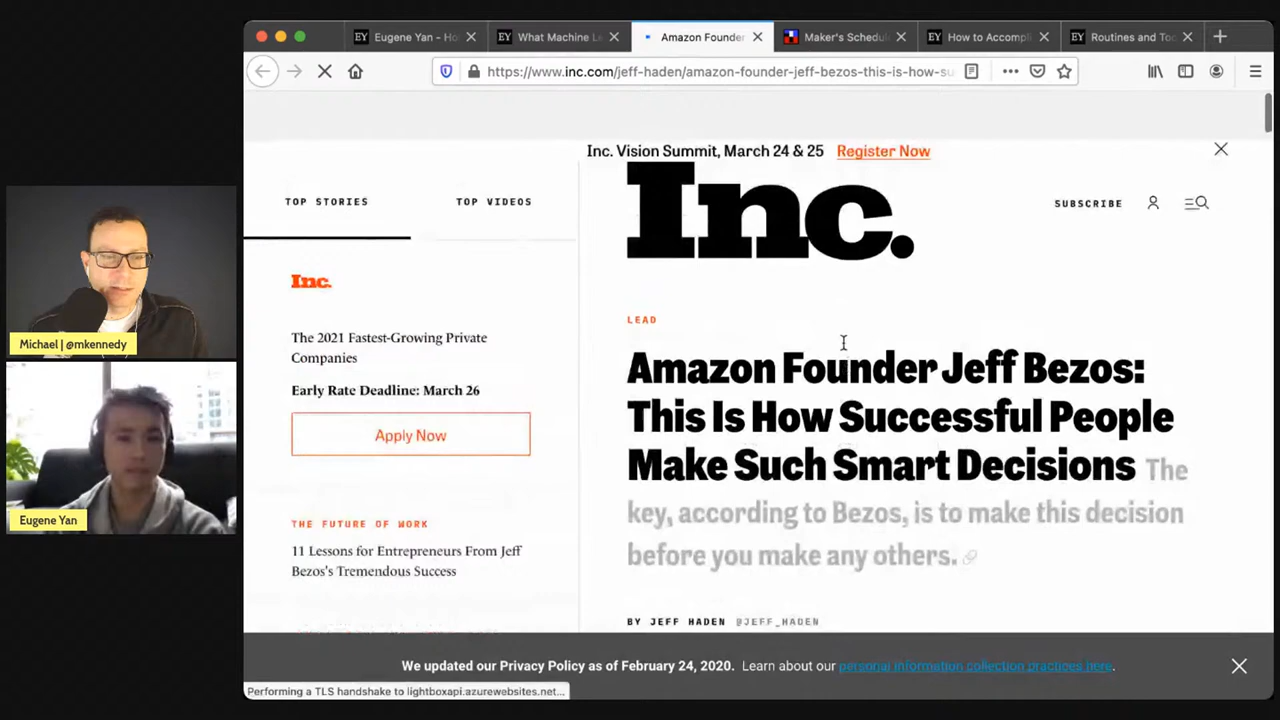 Eugene Yan - Ho
What Machine Le
Amazon Founder
Maker's Schedul
How to Accompl
Routines and Too
https://www.inc.com/jeff-haden/amazon-founder-jeff-bezos-this-is-how-su
Inc. Vision Summit, March 24 & 25 Register Now
TOP STORIES
TOP VIDEOS
Inc.
SUBSCRIBE
Inc.
The 2021 Fastest-Growing Private
Companies
Early Rate Deadline: March 26
Apply Now
THE FUTURE OF WORK
11 Lessons for Entrepreneurs From Jeff
Bezos's Tremendous Success
LEAD
Amazon Founder Jeff Bezos:
This Is How Successful People
Make Such Smart Decisions The
key, according to Bezos, is to make this decision
before you make any others.
BY JEFF HADEN @JEFF_HADEN
We updated our Privacy Policy as of February 24, 2020. Learn about our personal information collection practices here.
Performing a TLS handshake to lightboxapi.azurewebsites.net...
Michael | @mkennedy
Eugene Yan